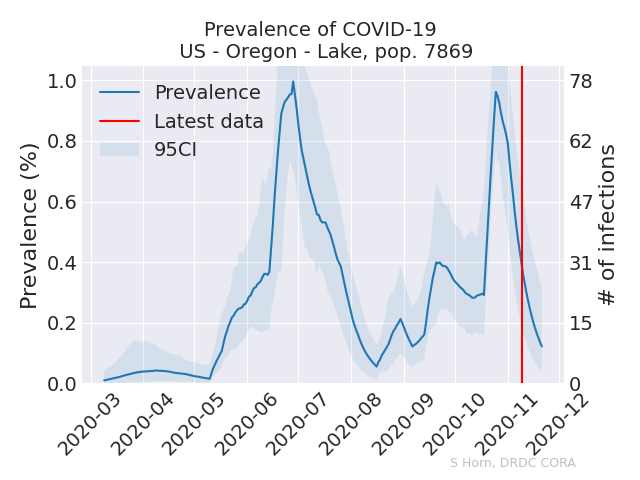 Prevalence of COVID-19
US - Oregon - Lake, pop. 7869
Prevalence (%)
1.0
0.8
0.6
0.4
0.2
0.0
Prevalence
Latest data
95CI
78
62
47
31
15
0
# of infections
2020-03
2020-04
2020-05
2020-06
2020-07
2020-08
2020-09
2020-10
2020-11
2020-12
S Horn, DRDC CORA